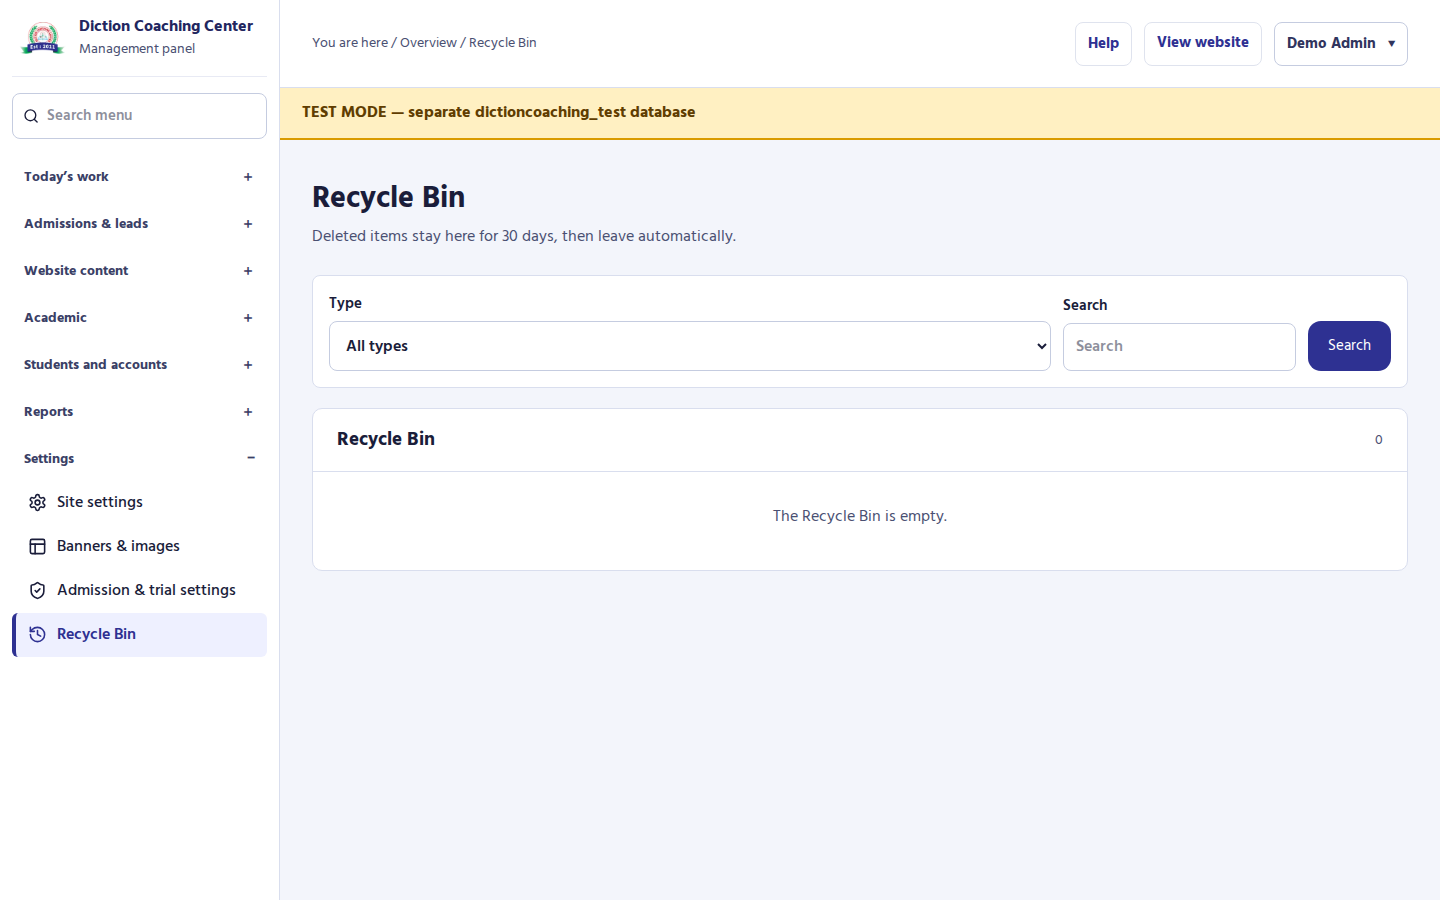 Diction Coaching Center
Management panel
Est : 2011
Search menu
Today’s work +
Admissions & leads +
Website content +
Academic +
Students and accounts +
Reports +
Settings −
Site settings
Banners & images
Admission & trial settings
Recycle Bin
You are here / Overview / Recycle Bin
Help
View website
Demo Admin ▾
TEST MODE — separate dictioncoaching_test database
Recycle Bin
Deleted items stay here for 30 days, then leave automatically.
Type
All types
Search
Search
Search
Recycle Bin
0
The Recycle Bin is empty.